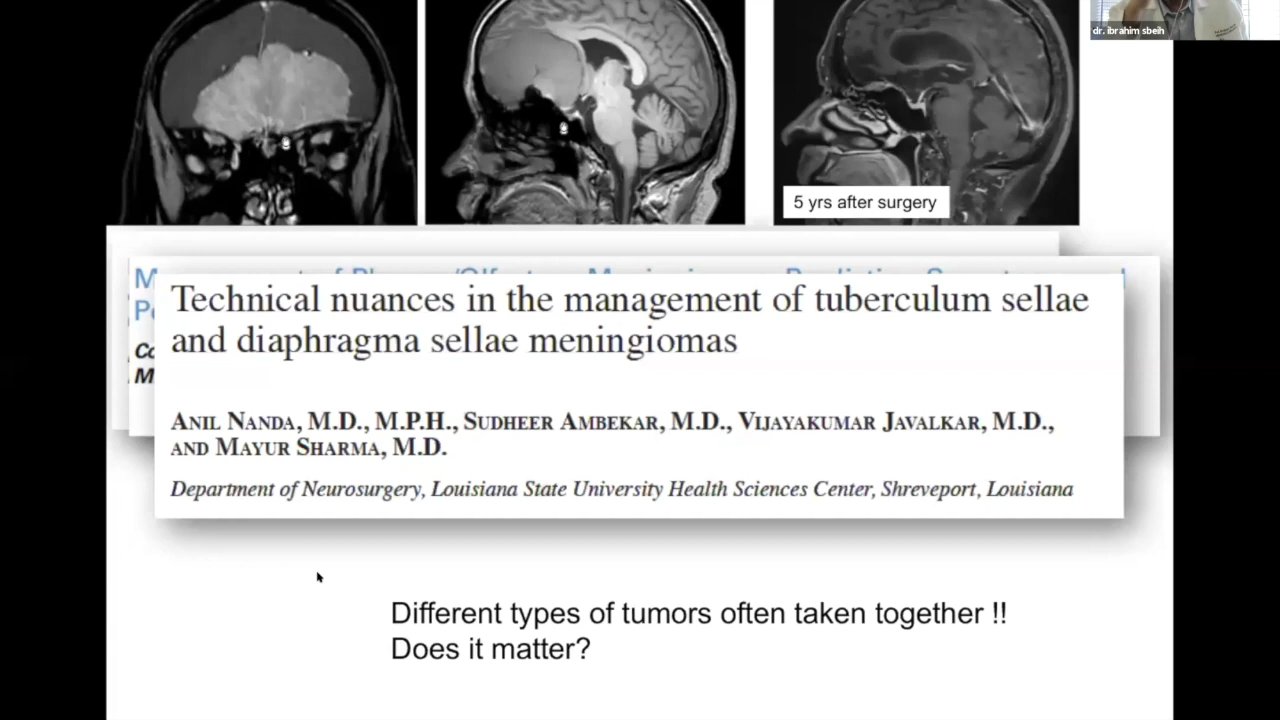 dr. ibrahim sbeih
5 yrs after surgery
Technical nuances in the management of tuberculum sellae
and diaphragma sellae meningiomas
ANIL NANDA, M.D., M.P.H., SUDHEER AMBEKAR, M.D., VIJAYAKUMAR JAVALKAR, M.D.,
AND MAYUR SHARMA, M.D.
Department of Neurosurgery, Louisiana State University Health Sciences Center, Shreveport, Louisiana
Different types of tumors often taken together !!
Does it matter?